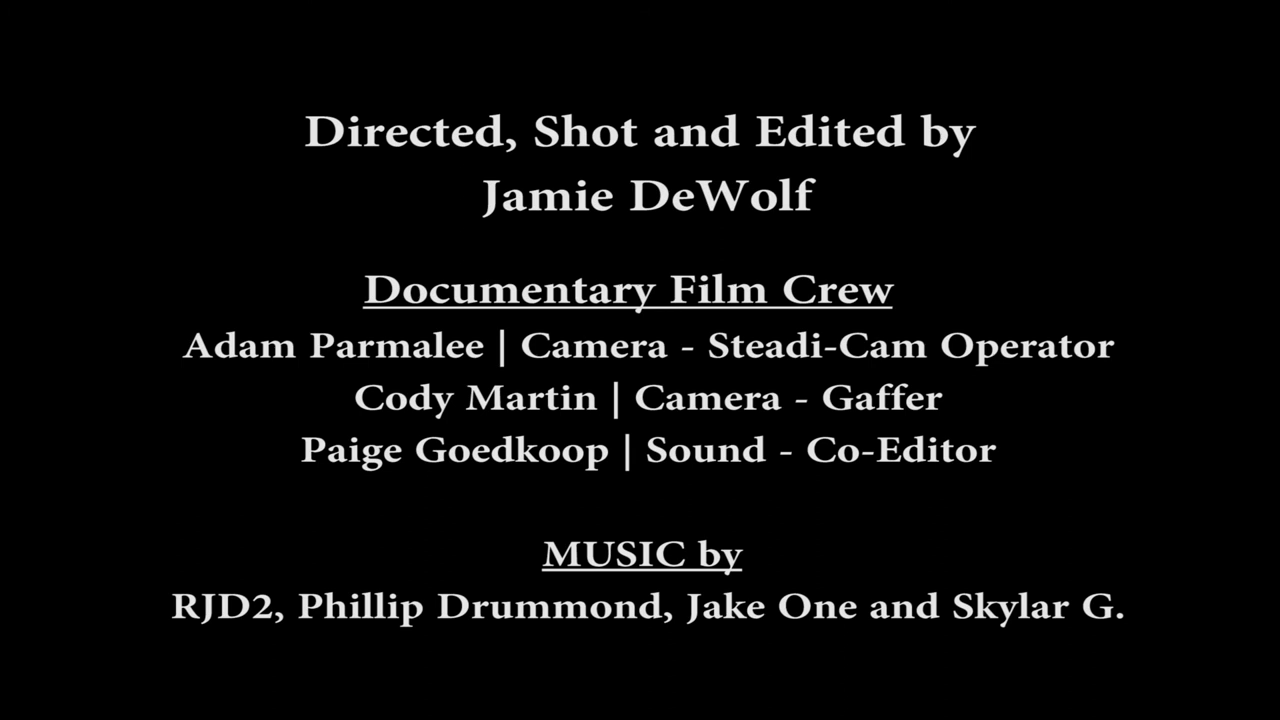 Directed, Shot and Edited by
Jamie DeWolf
Documentary Film Crew
Adam Parmalee | Camera - Steadi-Cam Operator
Cody Martin | Camera - Gaffer
Paige Goedkoop | Sound - Co-Editor
MUSIC by
RJD2, Phillip Drummond, Jake One and Skylar G.